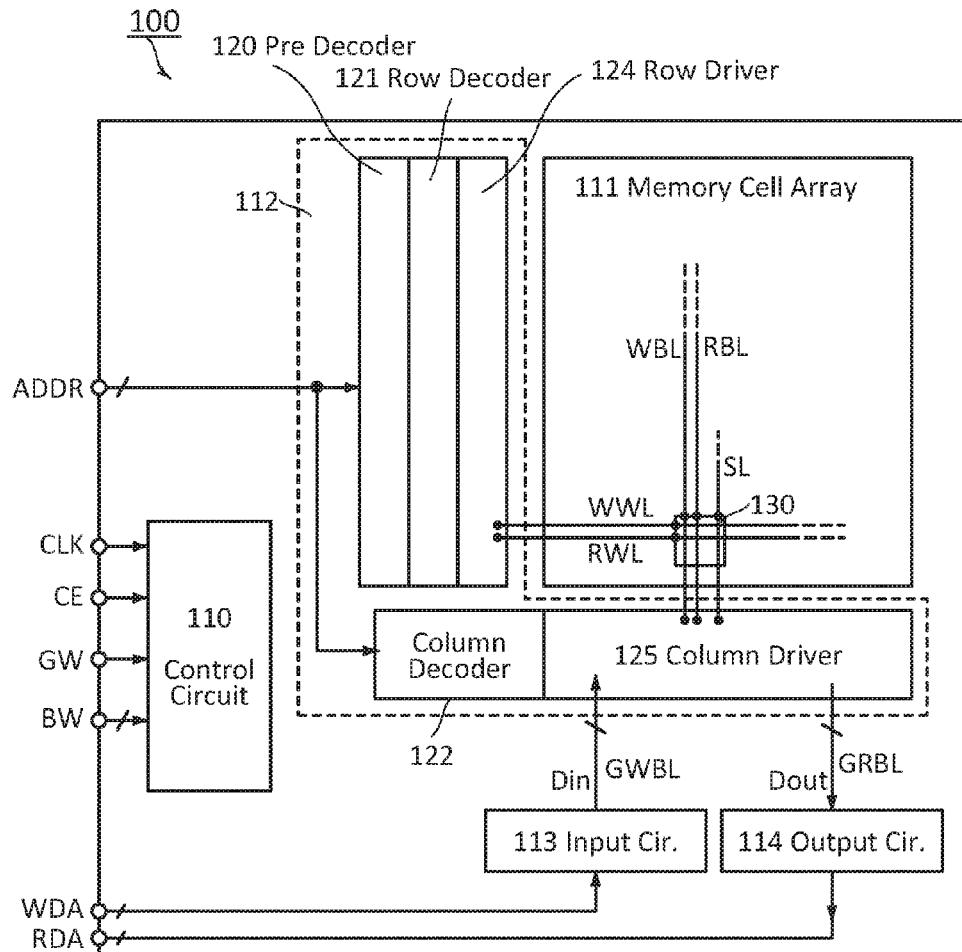 100
120 Pre Decoder
121 Row Decoder
124 Row Driver
111 Memory Cell Array
112
WBL
RBL
ADDR
SL
130
WWL
RWL
CLK
CE
GW
BW
110
Control
Circuit
Column
Decoder
125 Column Driver
122
Din
GWBL
Dout
GRBL
113 Input Cir.
114 Output Cir.
WDA
RDA